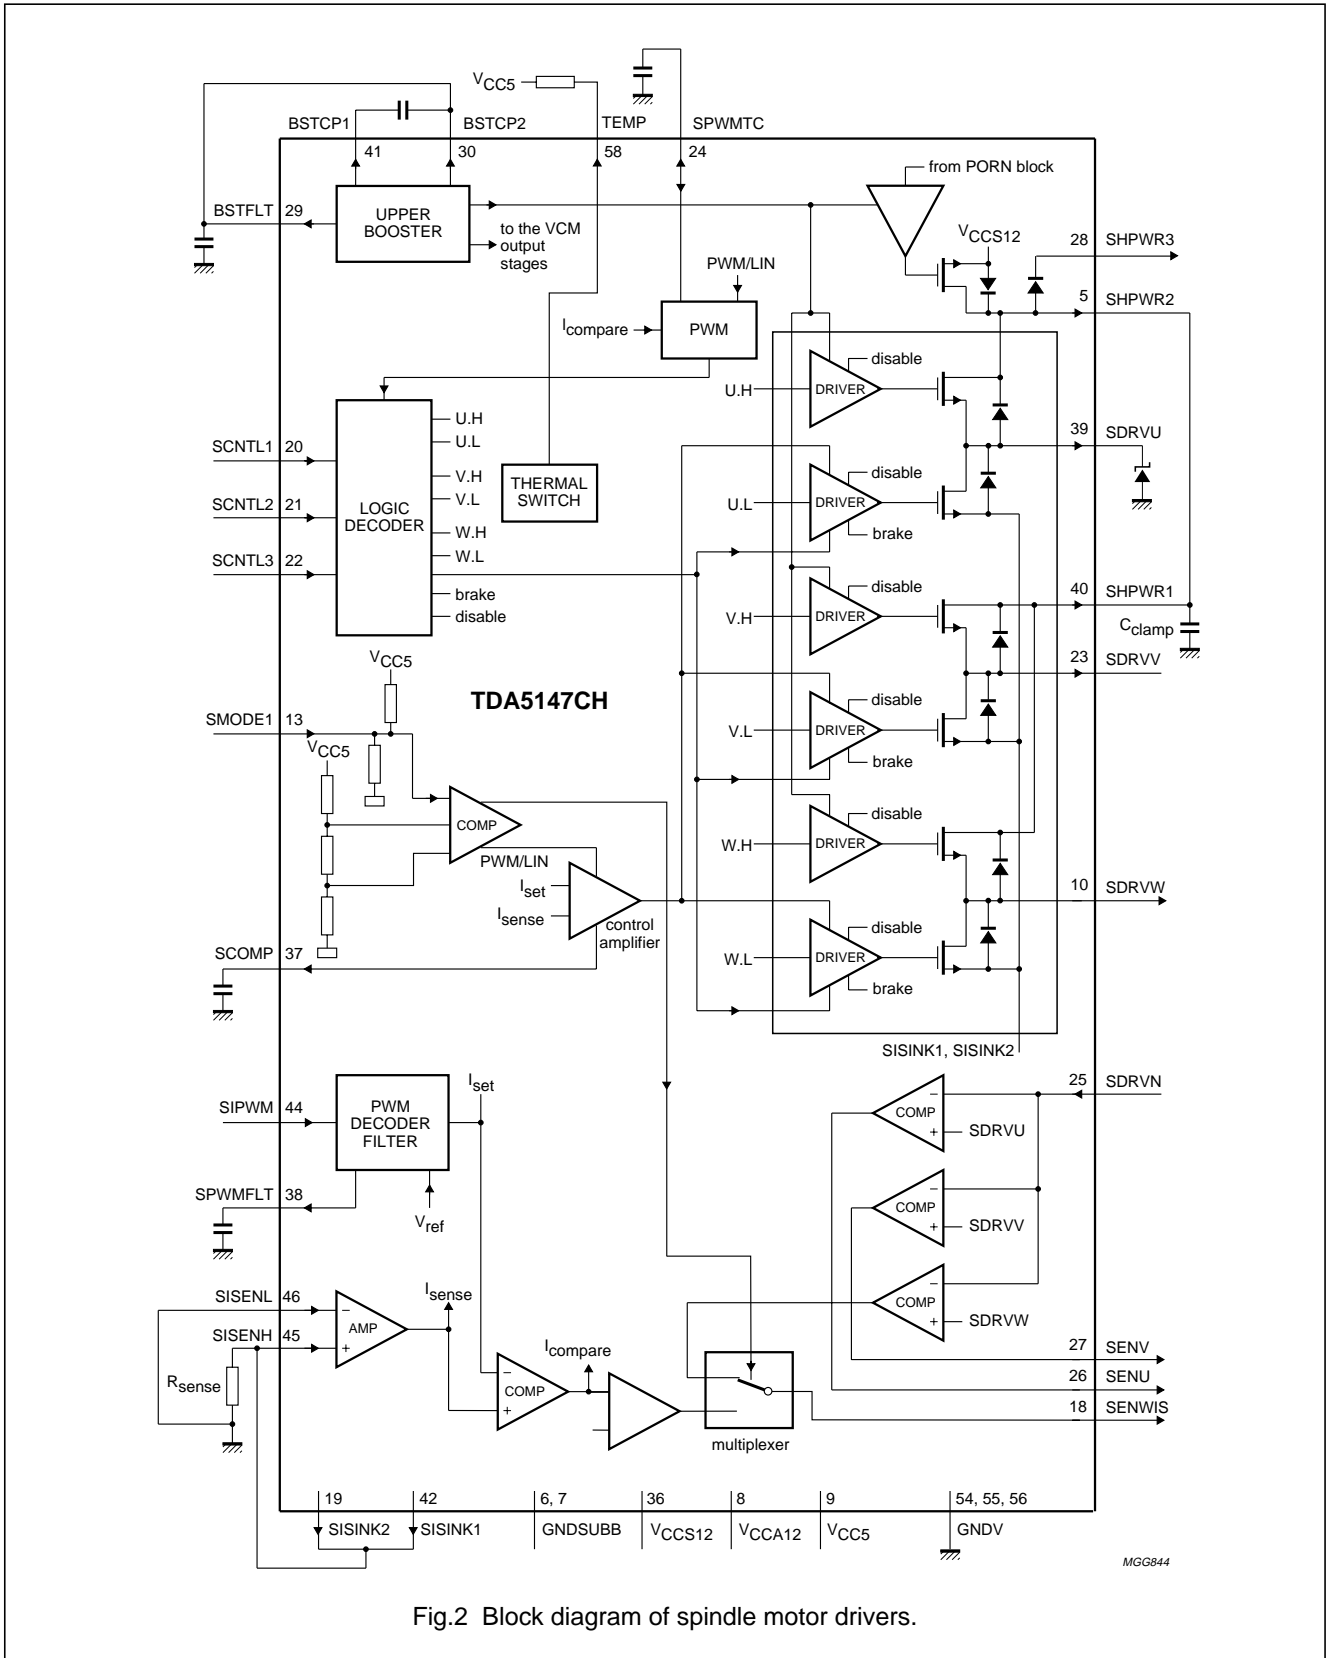 VCC5
BSTCP1
BSTCP2
TEMP
SPWMTC
41
30
58
24
from PORN block
BSTFLT 29
UPPER
BOOSTER
to the VCM
output
stages
VCCS12
28 SHPWR3
PWM/LIN
5 SHPWR2
Icompare
PWM
disable
U.H
DRIVER
U.H
U.L
39 SDRVU
SCNTL1 20
V.H
V.L
THERMAL
SWITCH
disable
U.L
DRIVER
brake
SCNTL2 21
LOGIC
DECODER
W.H
W.L
SCNTL3 22
brake
disable
disable
V.H
DRIVER
40 SHPWR1
Cclamp
VCC5
23 SDRVV
TDA5147CH
SMODE1 13
VCC5
disable
V.L
DRIVER
brake
COMP
disable
W.H
DRIVER
PWM/LIN
Iset
Isense
control
amplifier
10 SDRVW
SCOMP 37
disable
W.L
DRIVER
brake
SISINK1, SISINK2
Iset
25 SDRVN
SIPWM 44
PWM
DECODER
FILTER
−
COMP
+ SDRVU
SPWMFLT 38
Vref
−
COMP
+ SDRVV
SISENL 46
Isense
−
COMP
+ SDRVW
−
AMP
+
SISENH 45
Icompare
27 SENV
Rsense
−
COMP
+
26 SENU
18 SENWIS
multiplexer
19
42
6, 7
36
8
9
54, 55, 56
SISINK2
SISINK1
GNDSUBB
VCCS12
VCCA12
VCC5
GNDV
MGG844
Fig.2 Block diagram of spindle motor drivers.